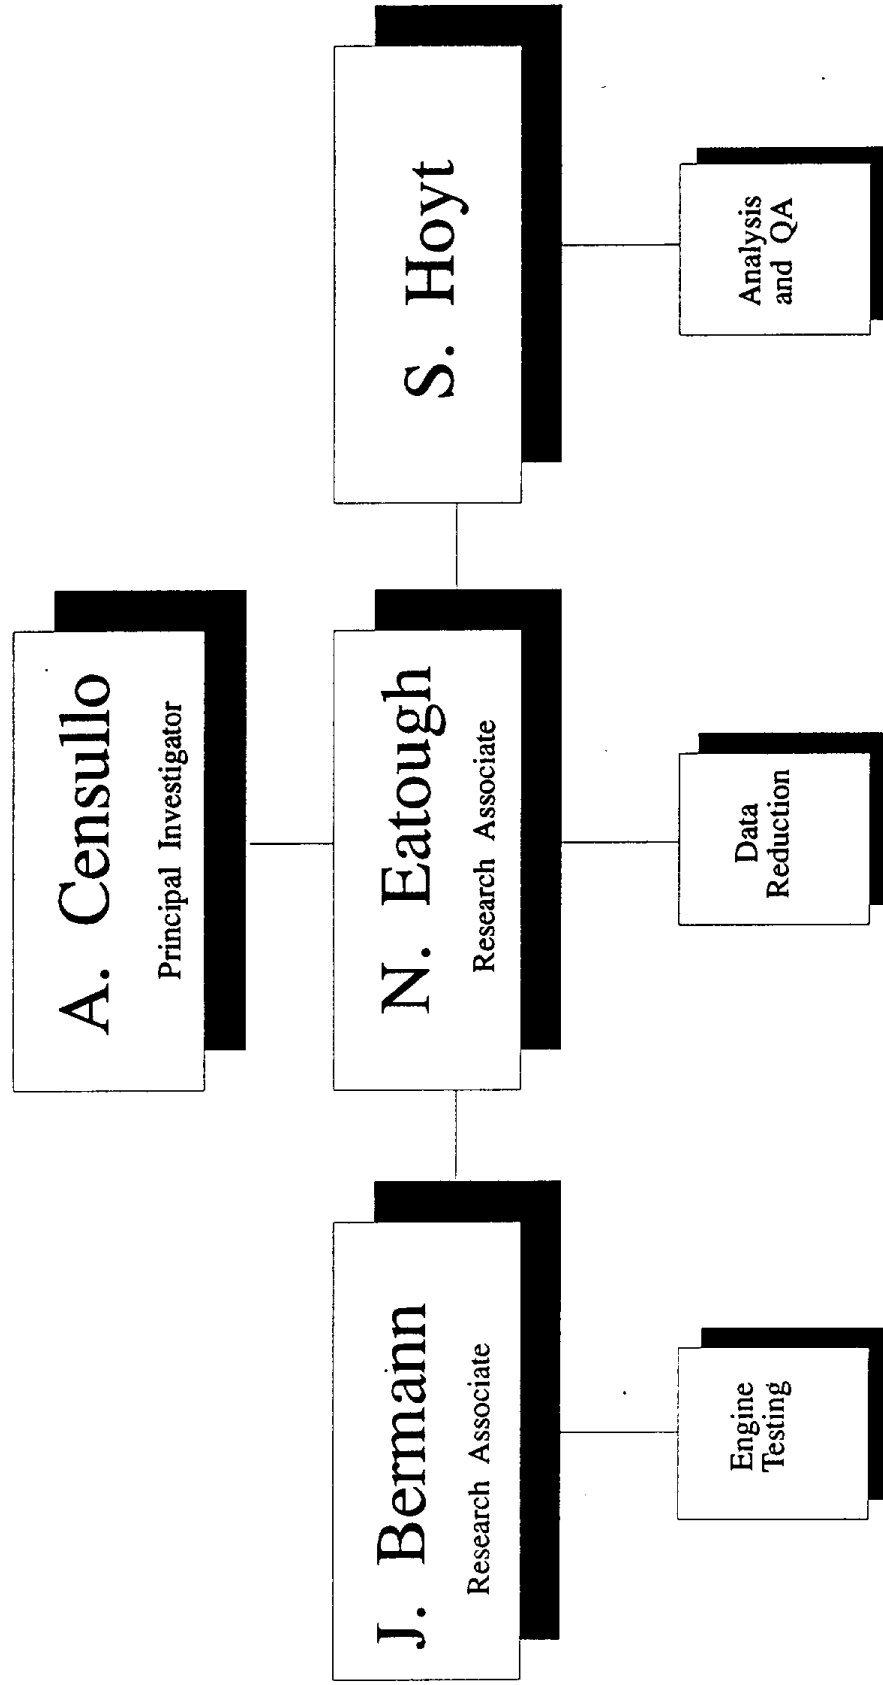 A. Censullo
Principal Investigator
J. Bermann
Research Associate
N. Eatough
Research Associate
S. Hoyt
Engine
Testing
Data
Reduction
Analysis
and QA